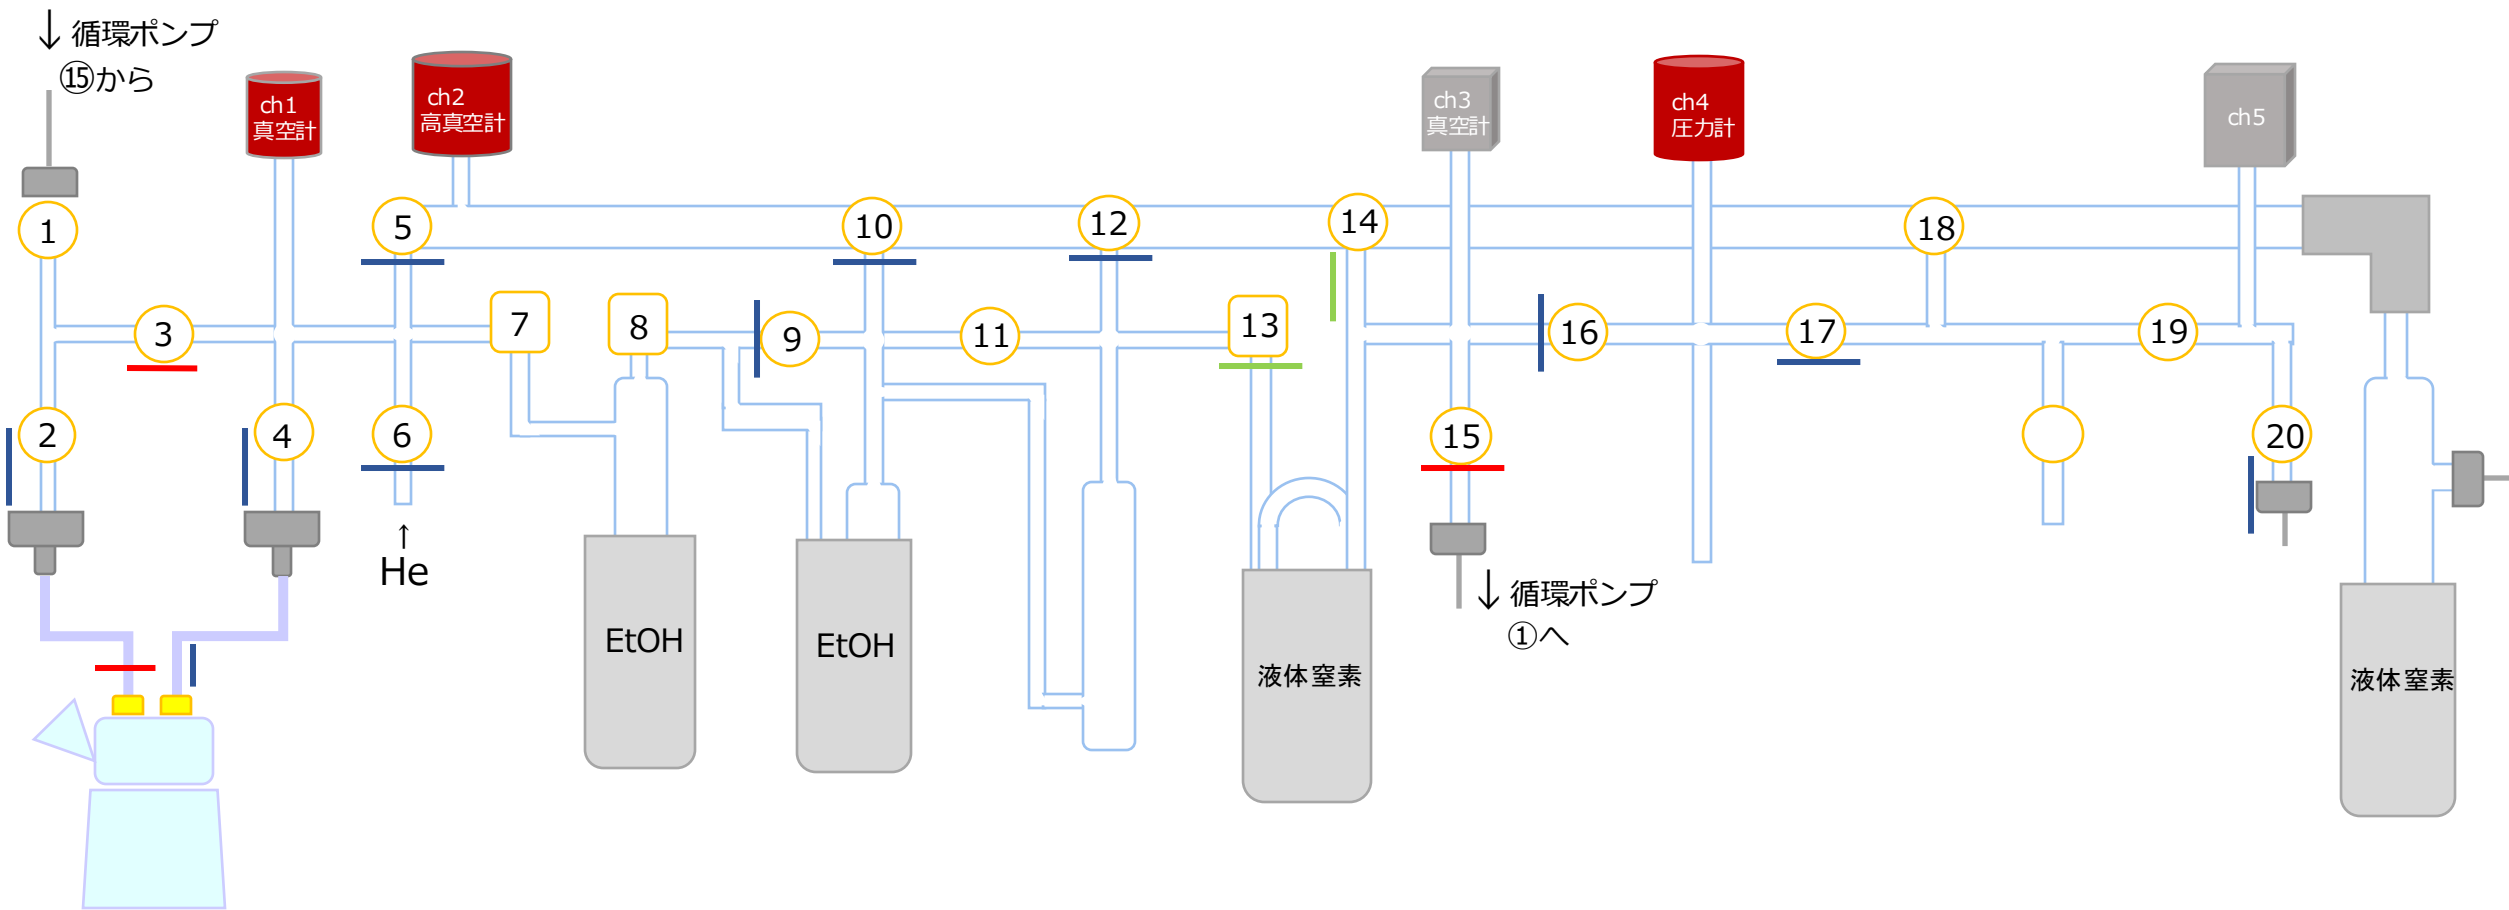 ↓ 循環ポンプ
⑮から
ch1
真空計
ch2
高真空計
ch3
真空計
ch4
圧力計
ch5
1
2
3
4
5
6
7
8
9
10
11
12
13
14
15
16
17
18
19
20
↑
He
EtOH
EtOH
液体窒素
↓ 循環ポンプ
①へ
液体窒素